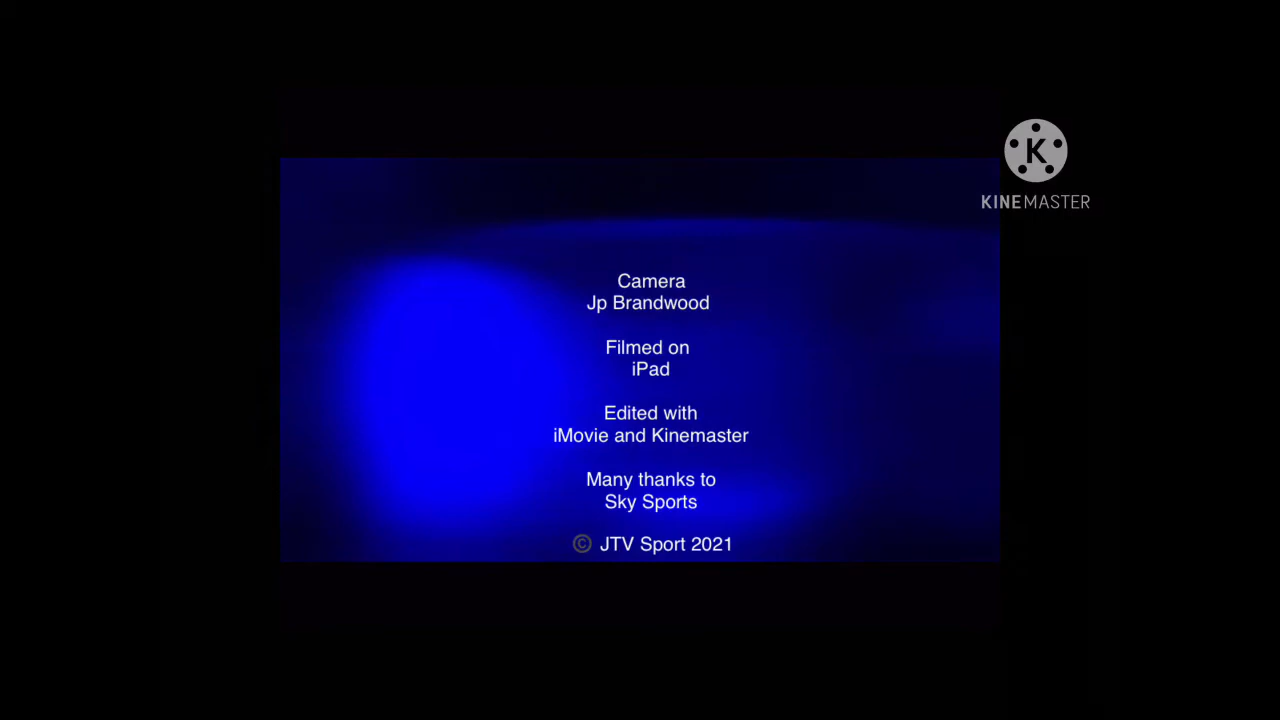 K
KINEMASTER
Camera
Jp Brandwood
Filmed on
iPad
Edited with
iMovie and Kinemaster
Many thanks to
Sky Sports
© JTV Sport 2021